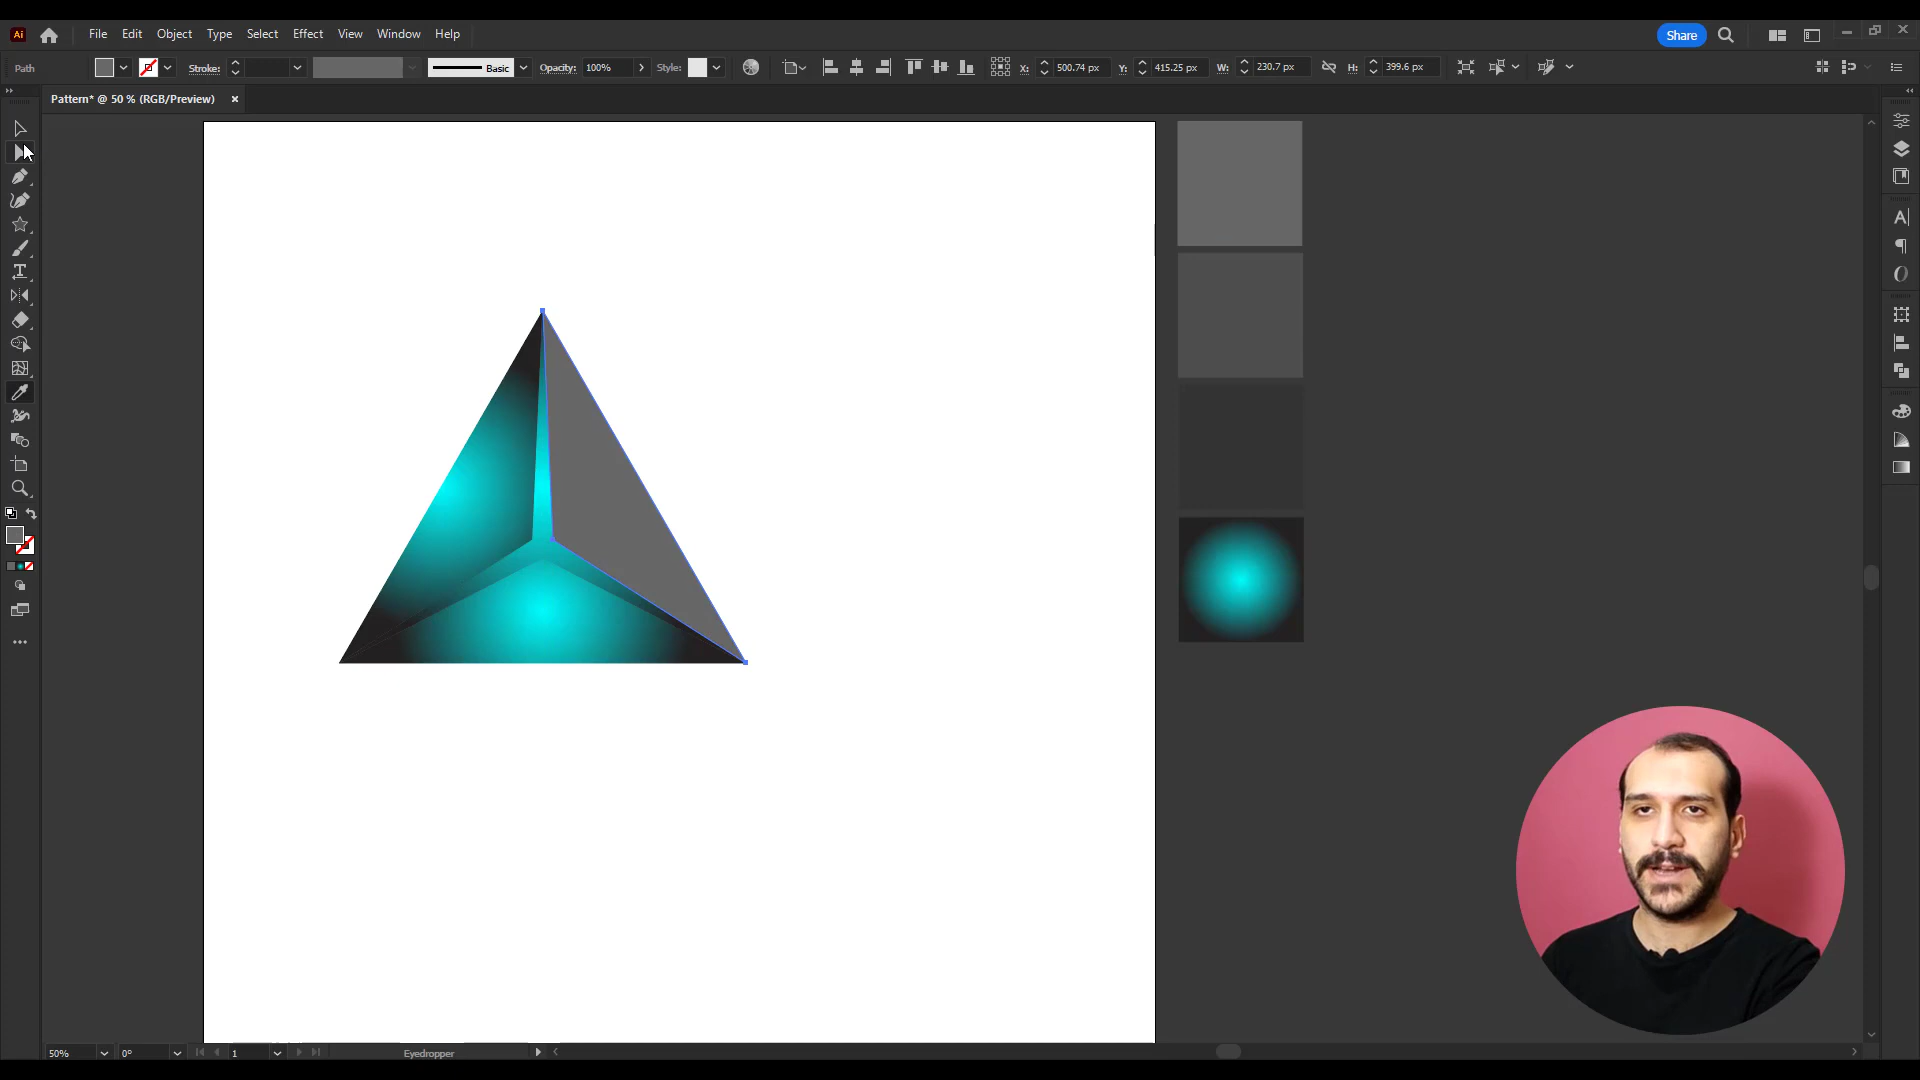 Ai File Edit Object Type Select Effect View Window Help Share
Path Stroke: Basic Opacity: 100% Style: X: 500.74 px Y: 415.25 px W: 230.7 px H: 399.6 px
Pattern* @ 50 % (RGB/Preview) ×
50% 0° 1 Eyedropper